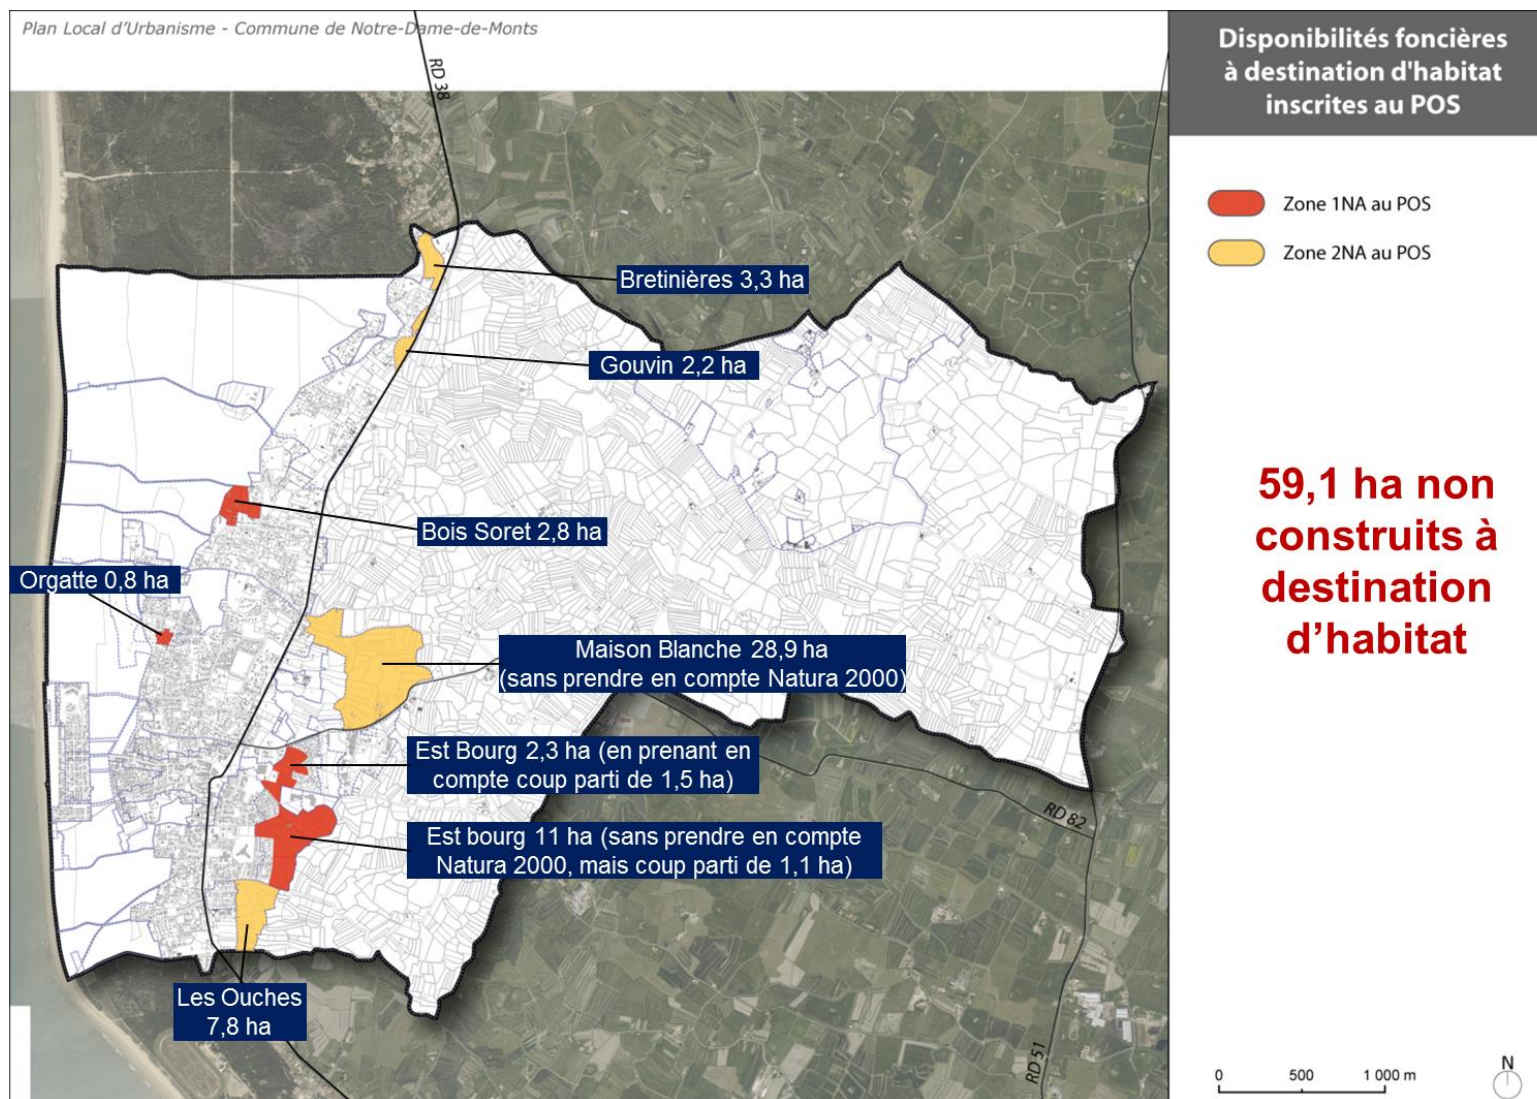 Plan Local d'Urbanisme - Commune de Notre-Dame-de-Monts
Disponibilités foncières
à destination d'habitat
inscrites au POS
Zone 1NA au POS
Zone 2NA au POS
59,1 ha non
construits à
destination
d’habitat
RD 38
Bretinières 3,3 ha
Gouvin 2,2 ha
Bois Soret 2,8 ha
Orgatte 0,8 ha
Maison Blanche 28,9 ha
(sans prendre en compte Natura 2000)
Est Bourg 2,3 ha (en prenant en
compte coup parti de 1,5 ha)
Est bourg 11 ha (sans prendre en compte
Natura 2000, mais coup parti de 1,1 ha)
Les Ouches
7,8 ha
RD 82
RD 51
0 500 1 000 m
N